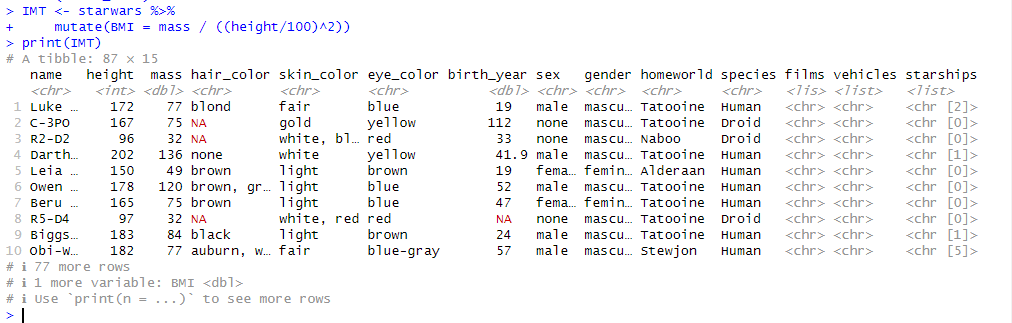 > IMT <- starwars %>%
+     mutate(BMI = mass / ((height/100)^2))
> print(IMT)
# A tibble: 87 × 15
   name   height  mass hair_color skin_color eye_color birth_year sex   gender homeworld species films vehicles starships
   <chr>   <int> <dbl> <chr>      <chr>      <chr>          <dbl> <chr> <chr>  <chr>     <chr>   <lis> <list>   <list>
 1 Luke …    172    77 blond      fair       blue            19   male  mascu… Tatooine  Human   <chr> <chr>    <chr [2]>
 2 C-3PO     167    75 NA         gold       yellow         112   none  mascu… Tatooine  Droid   <chr> <chr>    <chr [0]>
 3 R2-D2      96    32 NA         white, bl… red             33   none  mascu… Naboo     Droid   <chr> <chr>    <chr [0]>
 4 Darth…    202   136 none       white      yellow          41.9 male  mascu… Tatooine  Human   <chr> <chr>    <chr [1]>
 5 Leia …    150    49 brown      light      brown           19   fema… femin… Alderaan  Human   <chr> <chr>    <chr [0]>
 6 Owen …    178   120 brown, gr… light      blue            52   male  mascu… Tatooine  Human   <chr> <chr>    <chr [0]>
 7 Beru …    165    75 brown      light      blue            47   fema… femin… Tatooine  Human   <chr> <chr>    <chr [0]>
 8 R5-D4      97    32 NA         white, red red             NA   none  mascu… Tatooine  Droid   <chr> <chr>    <chr [0]>
 9 Biggs…    183    84 black      light      brown           24   male  mascu… Tatooine  Human   <chr> <chr>    <chr [1]>
10 Obi-W…    182    77 auburn, w… fair       blue-gray       57   male  mascu… Stewjon   Human   <chr> <chr>    <chr [5]>
# ℹ 77 more rows
# ℹ 1 more variable: BMI <dbl>
# ℹ Use `print(n = ...)` to see more rows
>